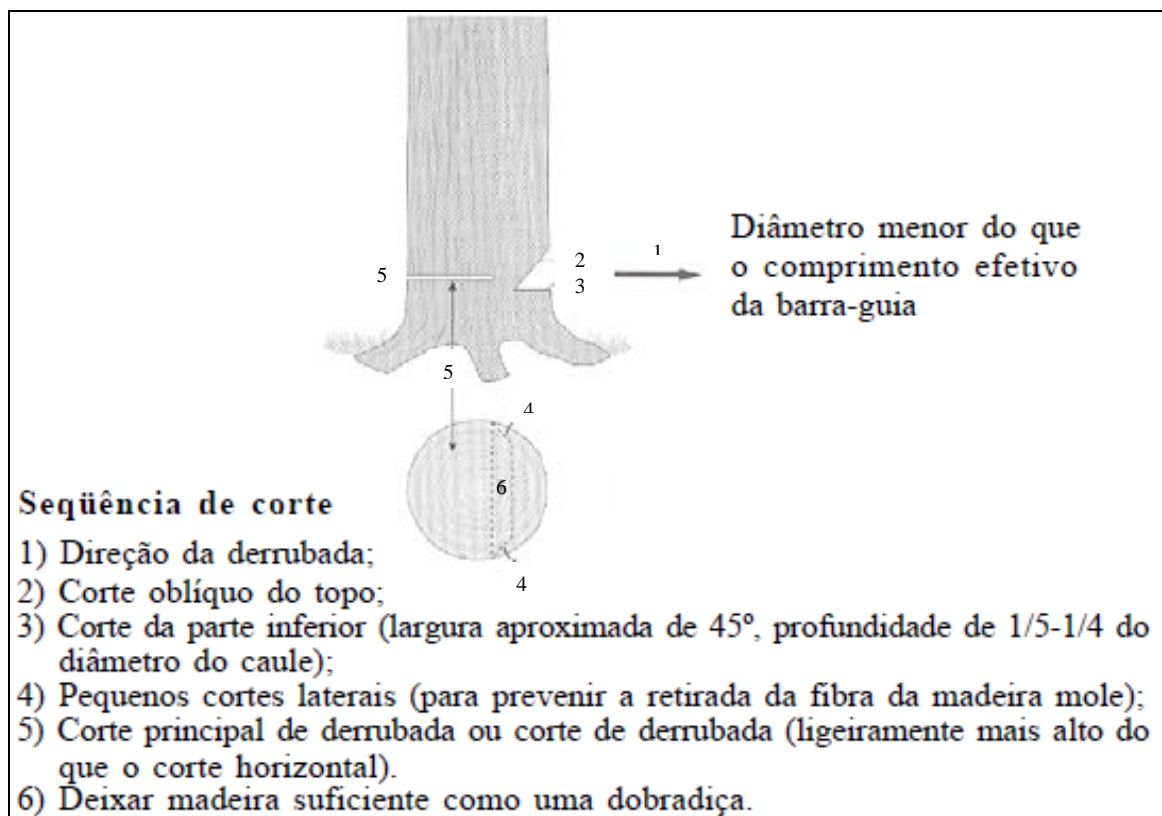 2
1
Diâmetro menor do que
o comprimento efetivo
da barra-guia
5
3
5
4
6
4
Seqüência de corte
1) Direção da derrubada;
2) Corte oblíquo do topo;
3) Corte da parte inferior (largura aproximada de 45º, profundidade de 1/5-1/4 do
diâmetro do caule);
4) Pequenos cortes laterais (para prevenir a retirada da fibra da madeira mole);
5) Corte principal de derrubada ou corte de derrubada (ligeiramente mais alto do
que o corte horizontal).
6) Deixar madeira suficiente como uma dobradiça.